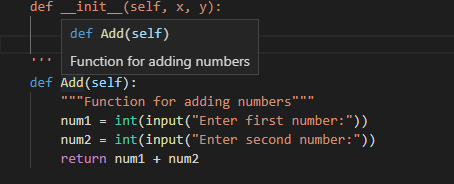 def __init__(self, x, y):
def Add(self)
Function for adding numbers
'''
def Add(self):
"""Function for adding numbers"""
num1 = int(input("Enter first number:"))
num2 = int(input("Enter second number:"))
return num1 + num2